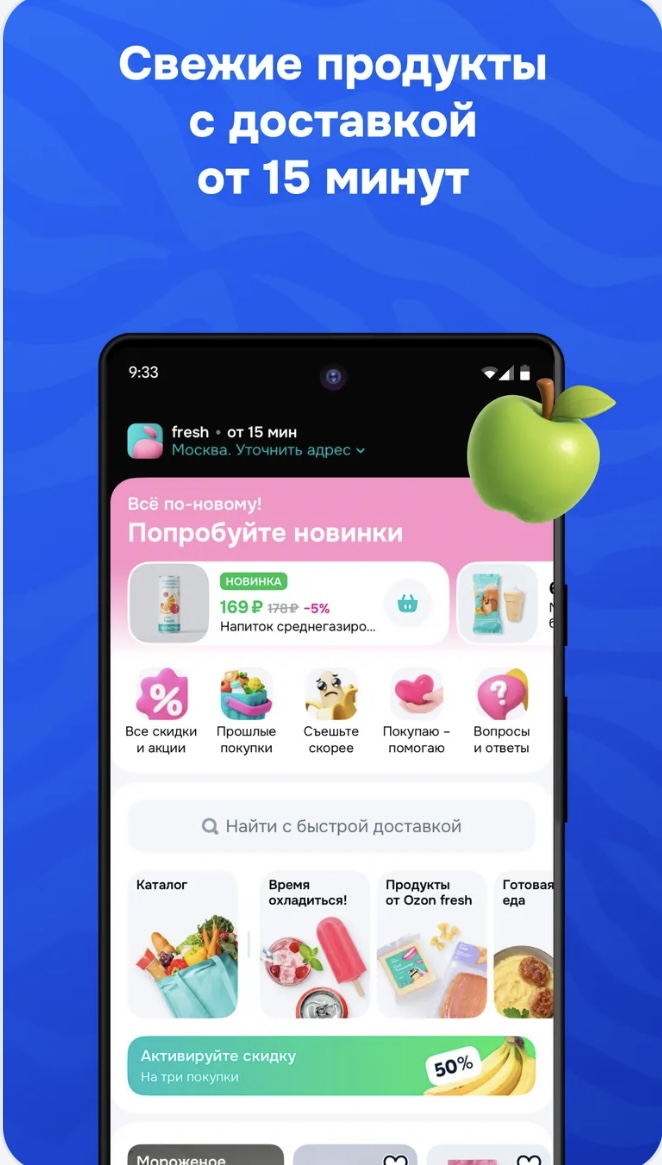 Свежие продукты
с доставкой
от 15 минут
9:33
fresh • от 15 мин
Москва. Уточнить адрес
Всё по-новому!
Попробуйте новинки
НОВИНКА
169 ₽ 178 ₽ -5%
Напиток среднегазиро...
%
?
Все скидки
и акции
Прошлые
покупки
Съешьте
скорее
Покупаю –
помогаю
Вопросы
и ответы
Найти с быстрой доставкой
Каталог
Время
охладиться!
Продукты
от Ozon fresh
Готовая
еда
Активируйте скидку
На три покупки
50%
Мороженое